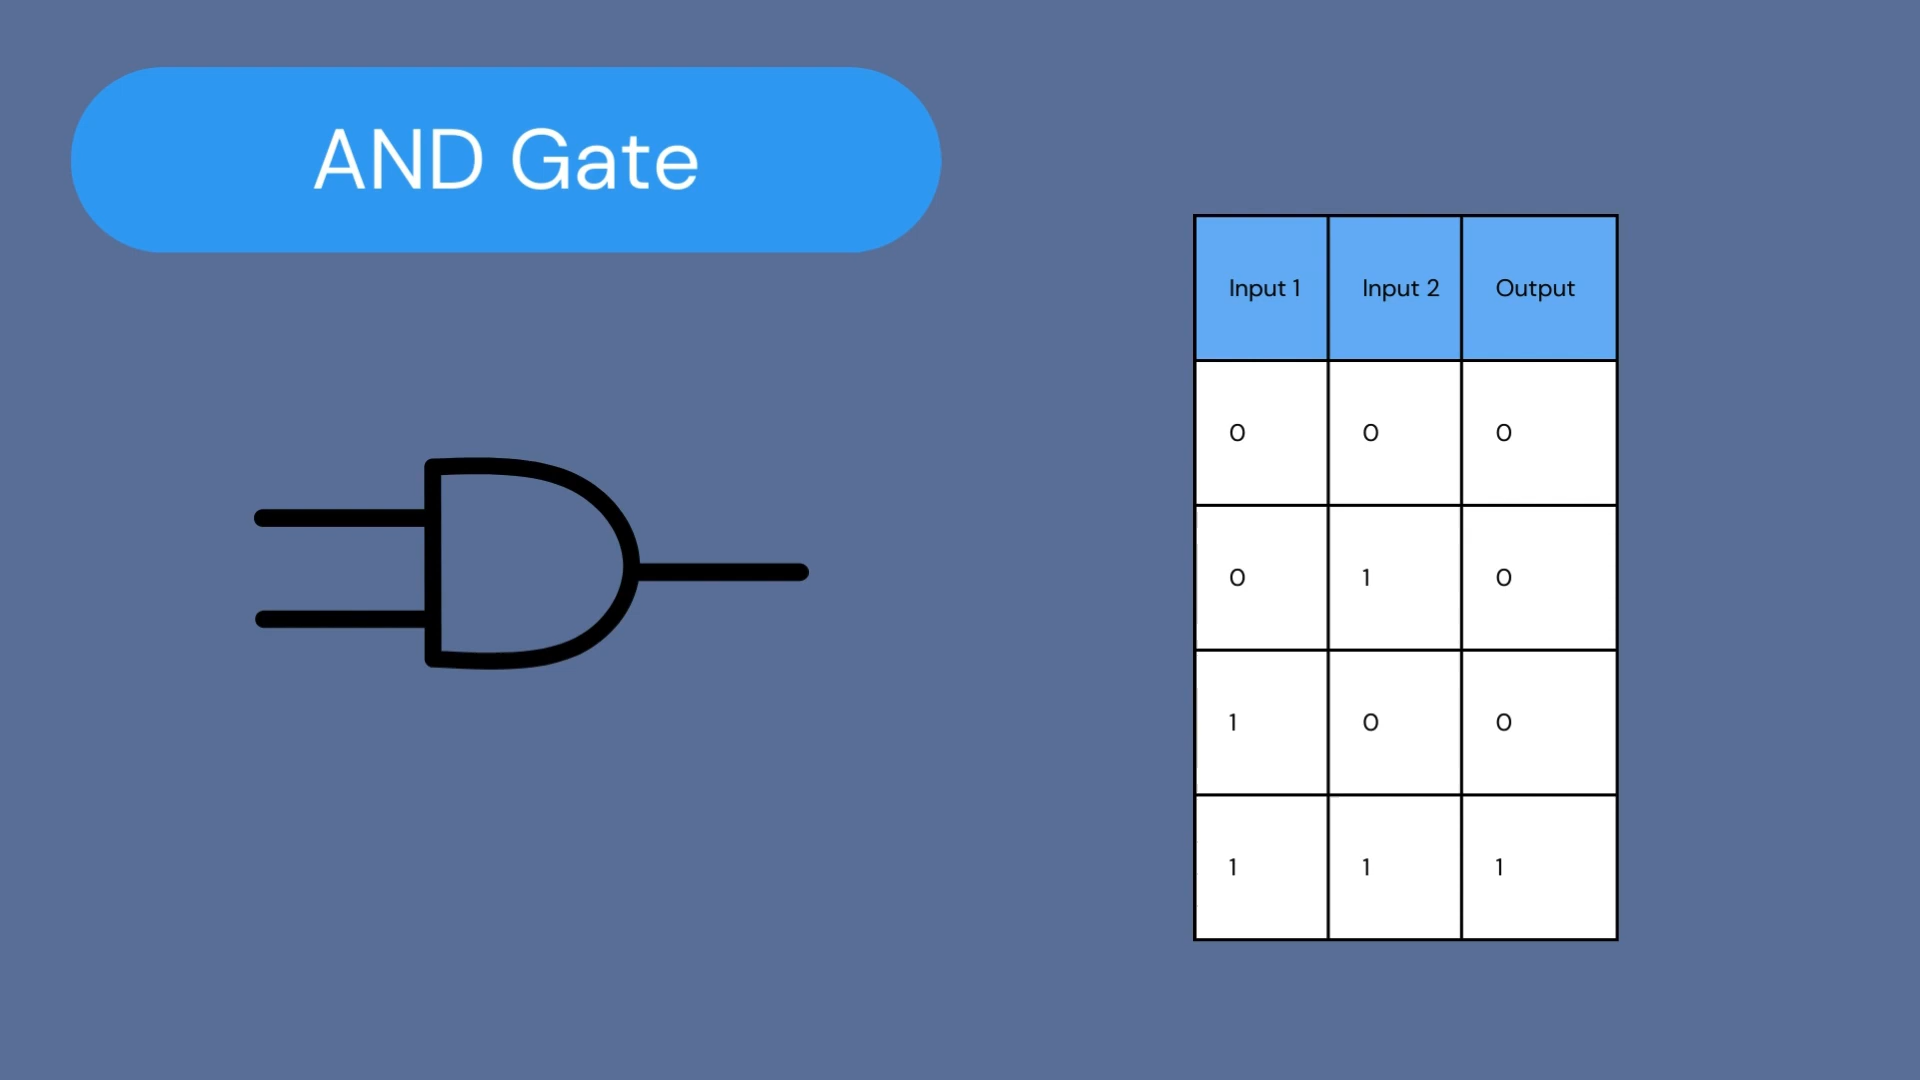 AND Gate
Input 1 Input 2 Output
0 0 0
0 1 0
1 0 0
1 1 1